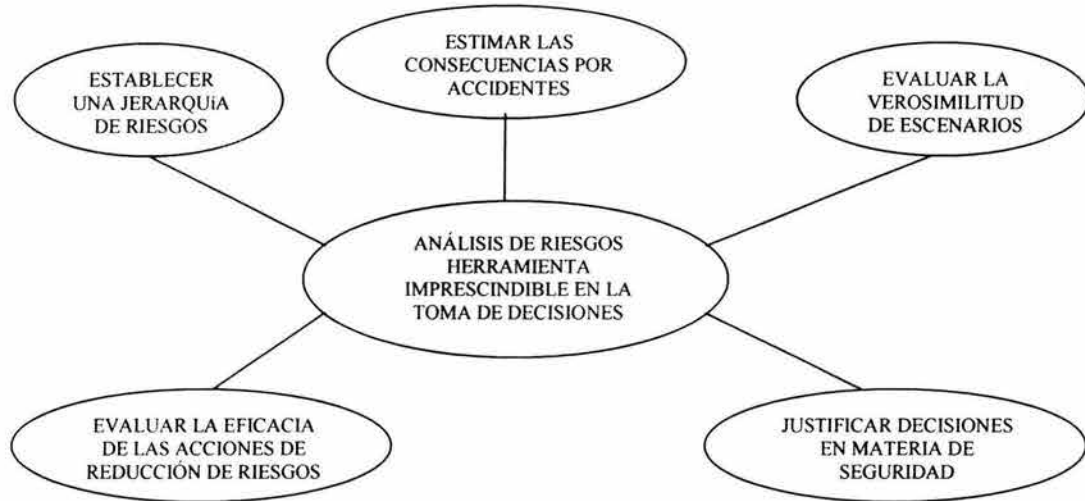 ESTIMAR LAS
CONSECUENCIAS POR
ACCIDENTES
ESTABLECER
UNA JERARQUíA
DE RIESGOS
EVALUAR LA
VEROSIMILITUD
DE ESCENARIOS
ANÁLISIS DE RIESGOS
HERRAMIENTA
IMPRESCINDIBLE EN LA
TOMA DE DECISIONES
EVALUAR LA EFICACIA
DE LAS ACCIONES DE
REDUCCIÓN DE RIESGOS
JUSTIFICAR DECISIONES
EN MATERIA DE
SEGURIDAD